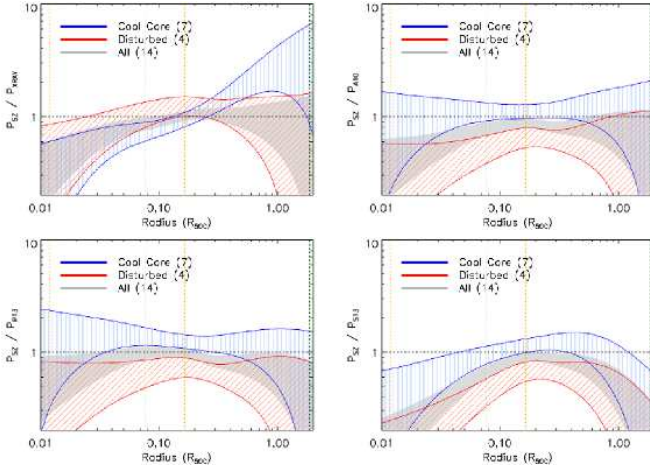 10
Cool Core (7)
Disturbed (4)
All (14)
P_SZ / P_XRAY
1
0.01 0.10 1.00
Radius (R_500)
10
Cool Core (7)
Disturbed (4)
All (14)
P_SZ / P_A10
1
0.01 0.10 1.00
Radius (R_500)
10
Cool Core (7)
Disturbed (4)
All (14)
P_SZ / P_P13
1
0.01 0.10 1.00
Radius (R_500)
10
Cool Core (7)
Disturbed (4)
All (14)
P_SZ / P_S13
1
0.01 0.10 1.00
Radius (R_500)